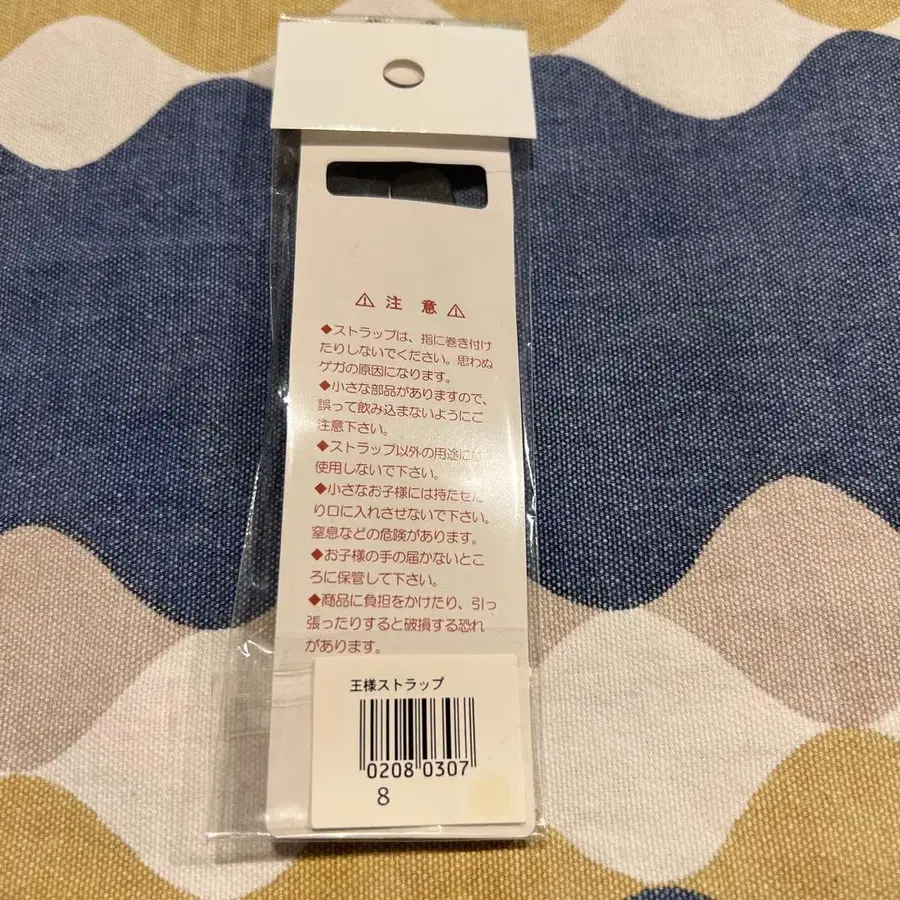 ⚠ 注 意 ⚠
◆ストラップは、指に巻き付け
たりしないでください。思わぬ
ケガの原因になります。
◆小さな部品がありますので、
誤って飲み込まないようにご
注意下さい。
◆ストラップ以外の用途には
使用しないで下さい。
◆小さなお子様には持たせた
り口に入れさせないで下さい。
窒息などの危険があります。
◆お子様の手の届かないとこ
ろに保管して下さい。
◆商品に負担をかけたり、引っ
張ったりすると破損する恐れ
があります。
王様ストラップ
0208 0307
8